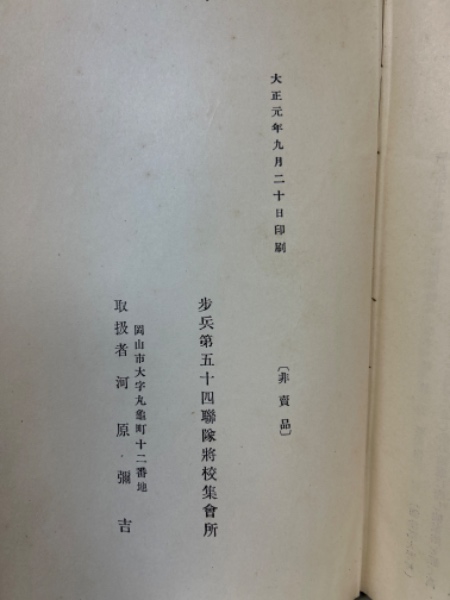 大正元年九月二十日印刷
〔非賣品〕
步兵第五十四聯隊將校集會所
岡山市大字丸龜町十二番地
取扱者河原彌吉